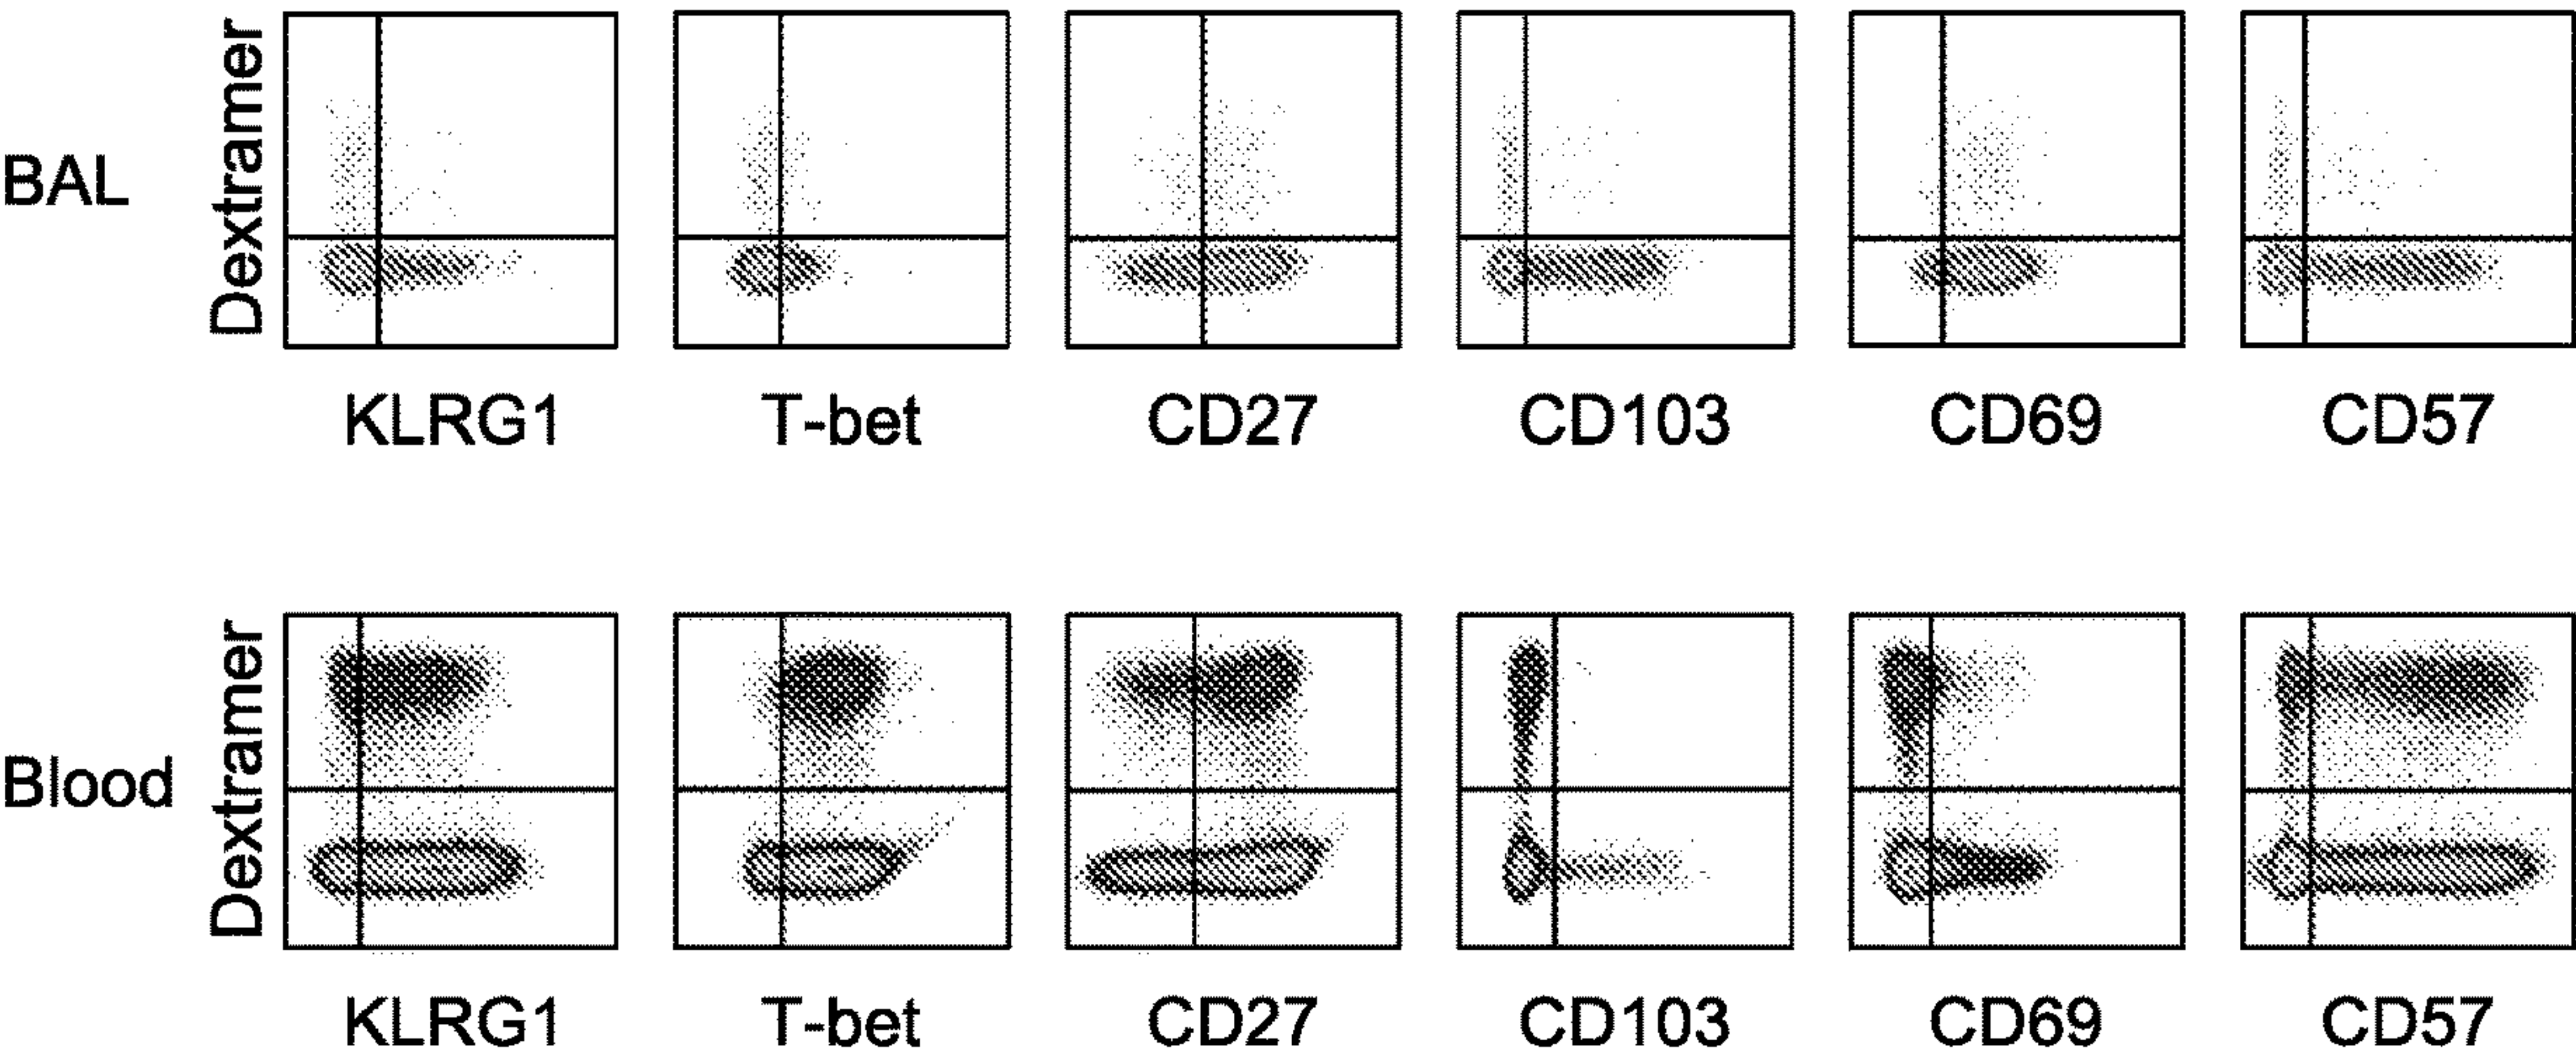 BAL
Dextramer
KLRG1 T-bet CD27 CD103 CD69 CD57
Blood
Dextramer
KLRG1 T-bet CD27 CD103 CD69 CD57